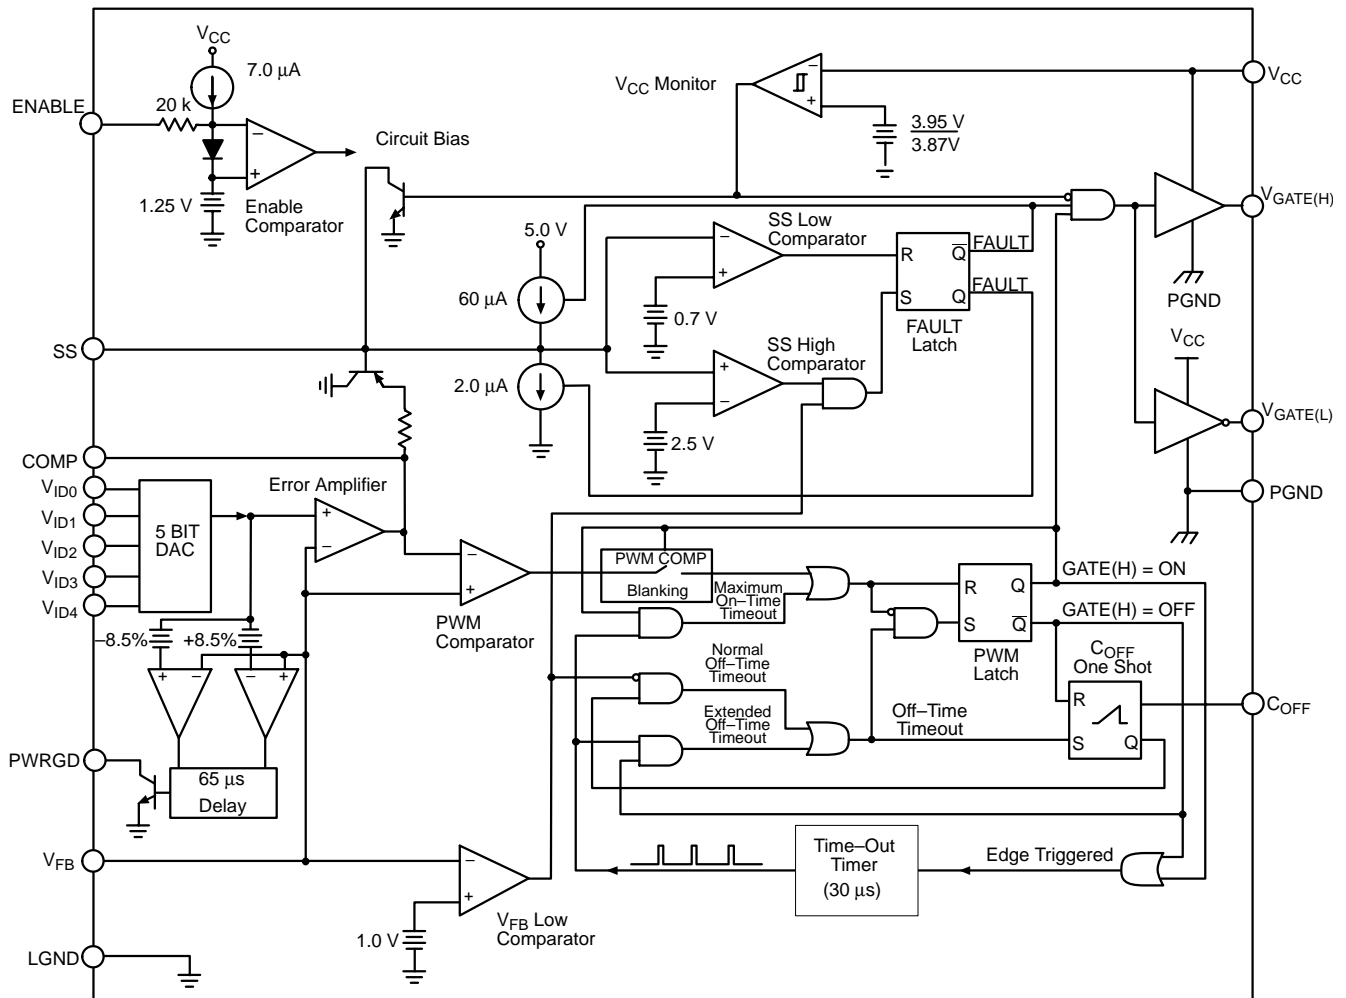 VCC
7.0 μA
ENABLE
20 k
−
+
1.25 V
Enable
Comparator
Circuit Bias
VCC Monitor
−
+
3.95 V
3.87V
VCC
VGATE(H)
PGND
5.0 V
60 μA
SS Low
Comparator
−
+
0.7 V
R
Q
FAULT
S
Q
FAULT
FAULT
Latch
SS
2.0 μA
SS High
Comparator
+
−
2.5 V
VCC
VGATE(L)
PGND
COMP
VID0
VID1
VID2
VID3
VID4
5 BIT
DAC
Error Amplifier
+
−
−
+
PWM
Comparator
PWM COMP
Blanking
Maximum
On–Time
Timeout
R
Q
S
Q
PWM
Latch
GATE(H) = ON
GATE(H) = OFF
–8.5%
+8.5%
+
−
−
+
Normal
Off–Time
Timeout
Extended
Off–Time
Timeout
Off–Time
Timeout
COFF
One Shot
R
S
Q
COFF
PWRGD
65 μs
Delay
VFB
−
+
1.0 V
VFB Low
Comparator
Time–Out
Timer
(30 μs)
Edge Triggered
LGND